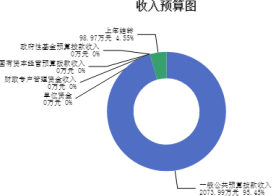 收入预算图
上年结转
98.97万元 4.55%
政府性基金预算拨款收入
0万元 0%
国有资本经营预算拨款收入
0万元 0%
财政专户管理资金收入
0万元 0%
单位资金
0万元 0%
一般公共预算拨款收入
2073.99万元 95.45%